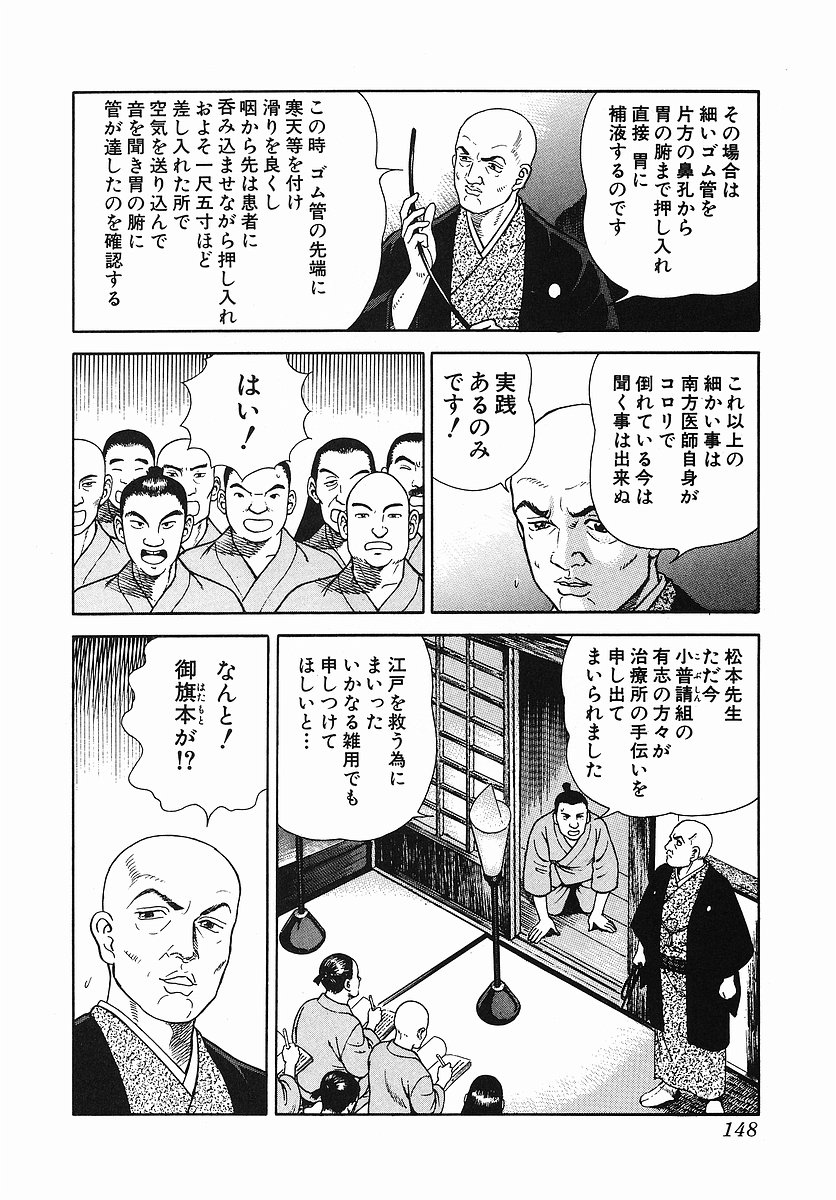 その場合は
細いゴム管を
片方の鼻孔から
胃の腑まで押し入れ
直接 胃に
補液するのです
この時 ゴム管の先端に
寒天等を付け
滑りを良くし
咽から先は患者に
呑み込ませながら押し入れ
およそ一尺五寸ほど
差し入れた所で
空気を送り込んで
音を聞き胃の腑に
管が達したのを確認する
これ以上の
細かい事は
南方医師自身が
コロリで
倒れている今は
聞く事は出来ぬ
実践
あるのみ
です!
はい!
松本先生
ただ今
小普請組の
こぶしん
有志の方々が
治療所の手伝いを
申し出て
まいられました
江戸を救う為に
まいった
いかなる雑用でも
申しつけて
ほしいと…
なんと!
御旗本が!?
はたもと
148